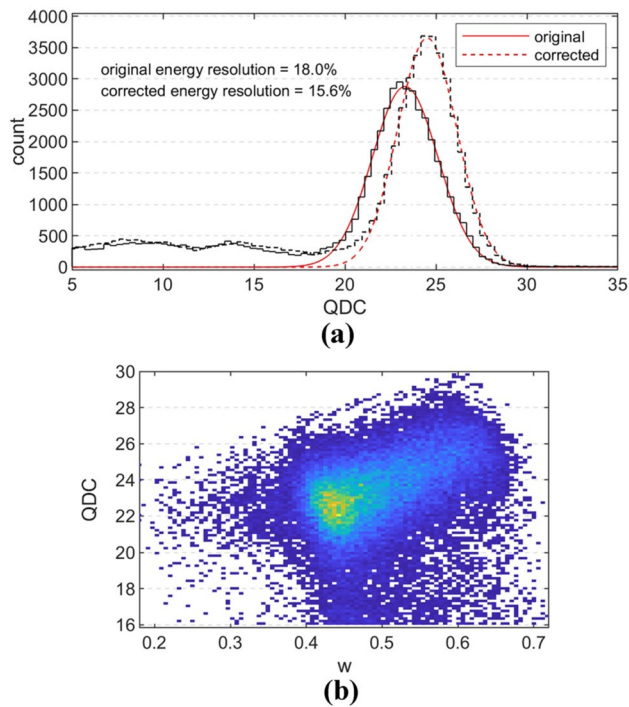 4000
3500
3000
2500
2000
1500
1000
500
0
count
original energy resolution = 18.0%
corrected energy resolution = 15.6%
original
corrected
5 10 15 20 25 30 35
QDC
(a)
30
28
26
24
22
20
18
16
QDC
0.2 0.3 0.4 0.5 0.6 0.7
w
(b)